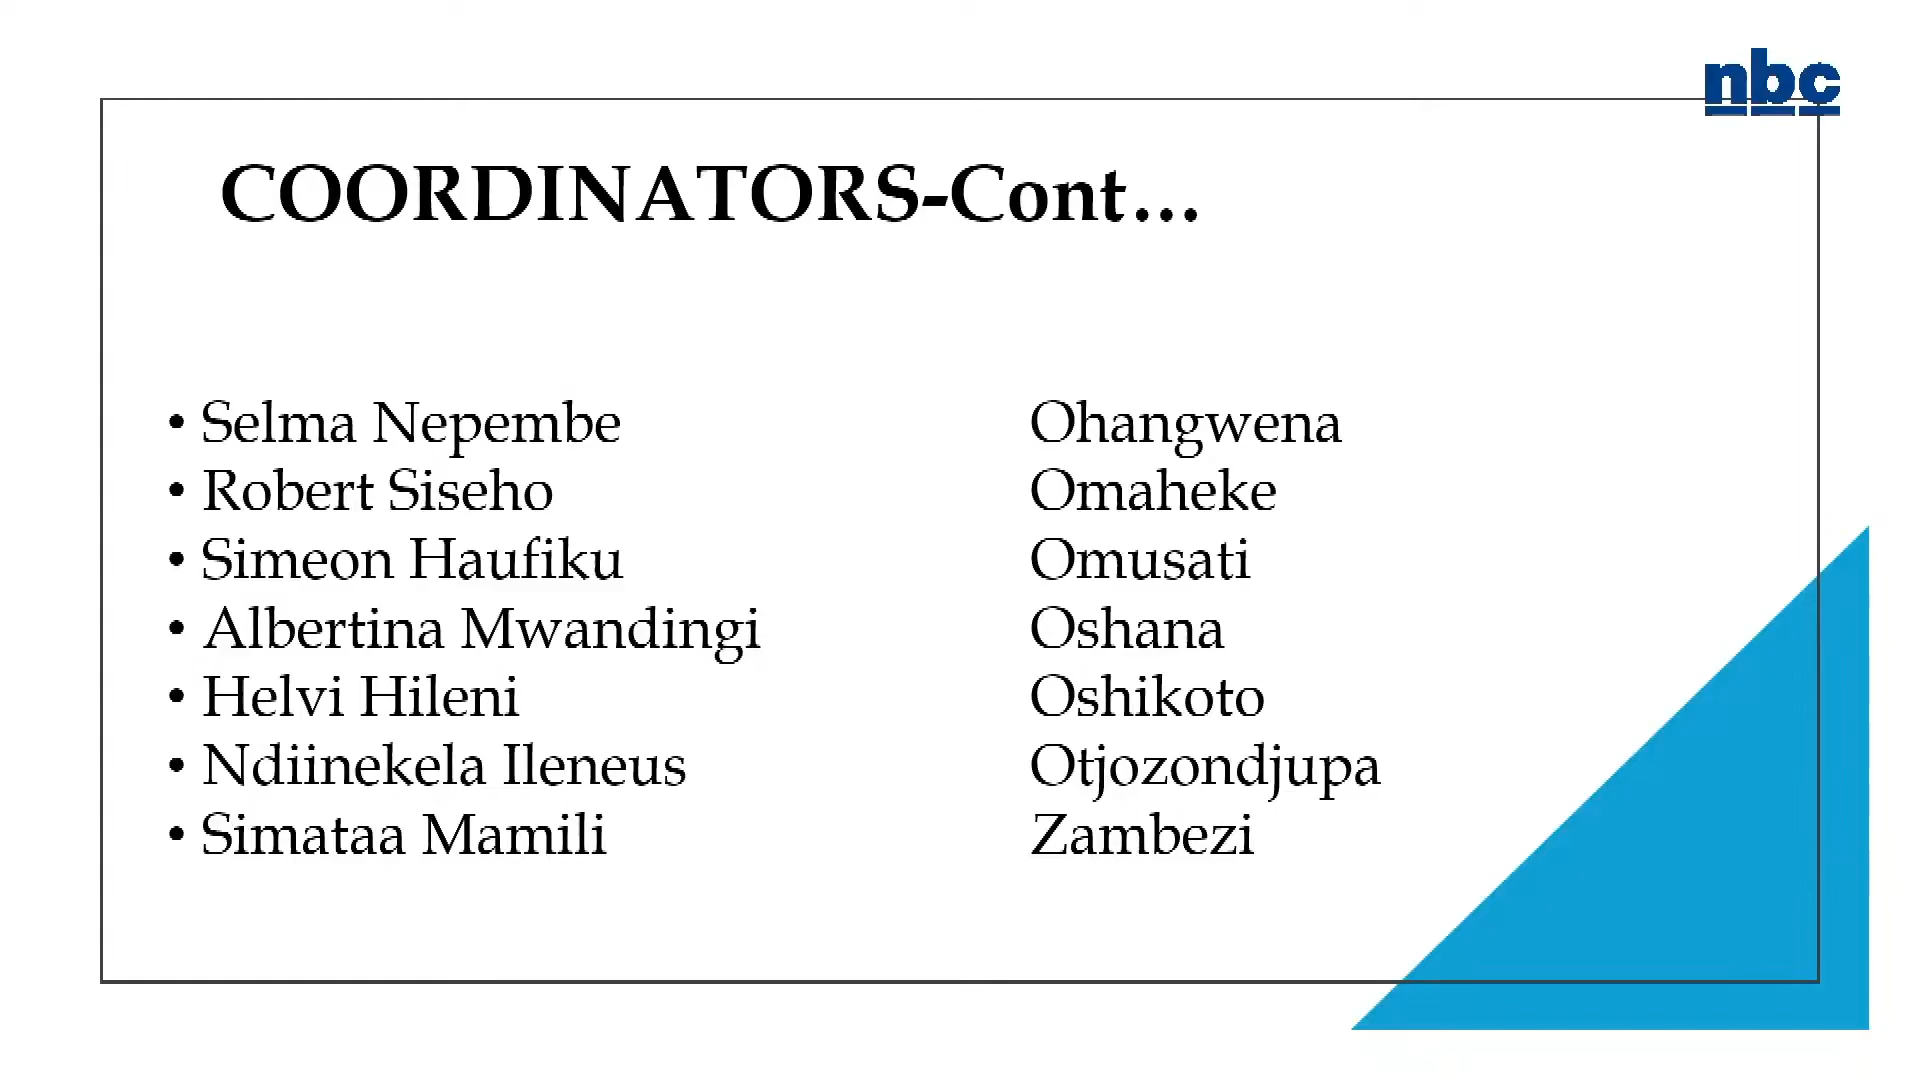 nbc
COORDINATORS-Cont...
• Selma Nepembe Ohangwena
• Robert Siseho Omaheke
• Simeon Haufiku Omusati
• Albertina Mwandingi Oshana
• Helvi Hileni Oshikoto
• Ndiinekela Ileneus Otjozondjupa
• Simataa Mamili Zambezi